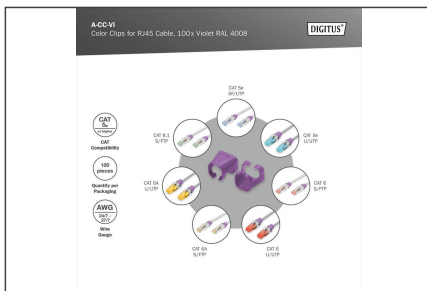 A-CC-VI
Color Clips for RJ45 Cable, 100x Violet RAL 4008
DIGITUS®
CAT 5e
SF/UTP
CAT 8.1
S/FTP
CAT 5e
U/UTP
CAT
5e
or higher
CAT
Compatibility
100
pieces
Quantity per
Packaging
CAT 6A
U/UTP
CAT 6
S/FTP
AWG
24/7 -
27/7
Wire
Gauge
CAT 6A
S/FTP
CAT 6
U/UTP